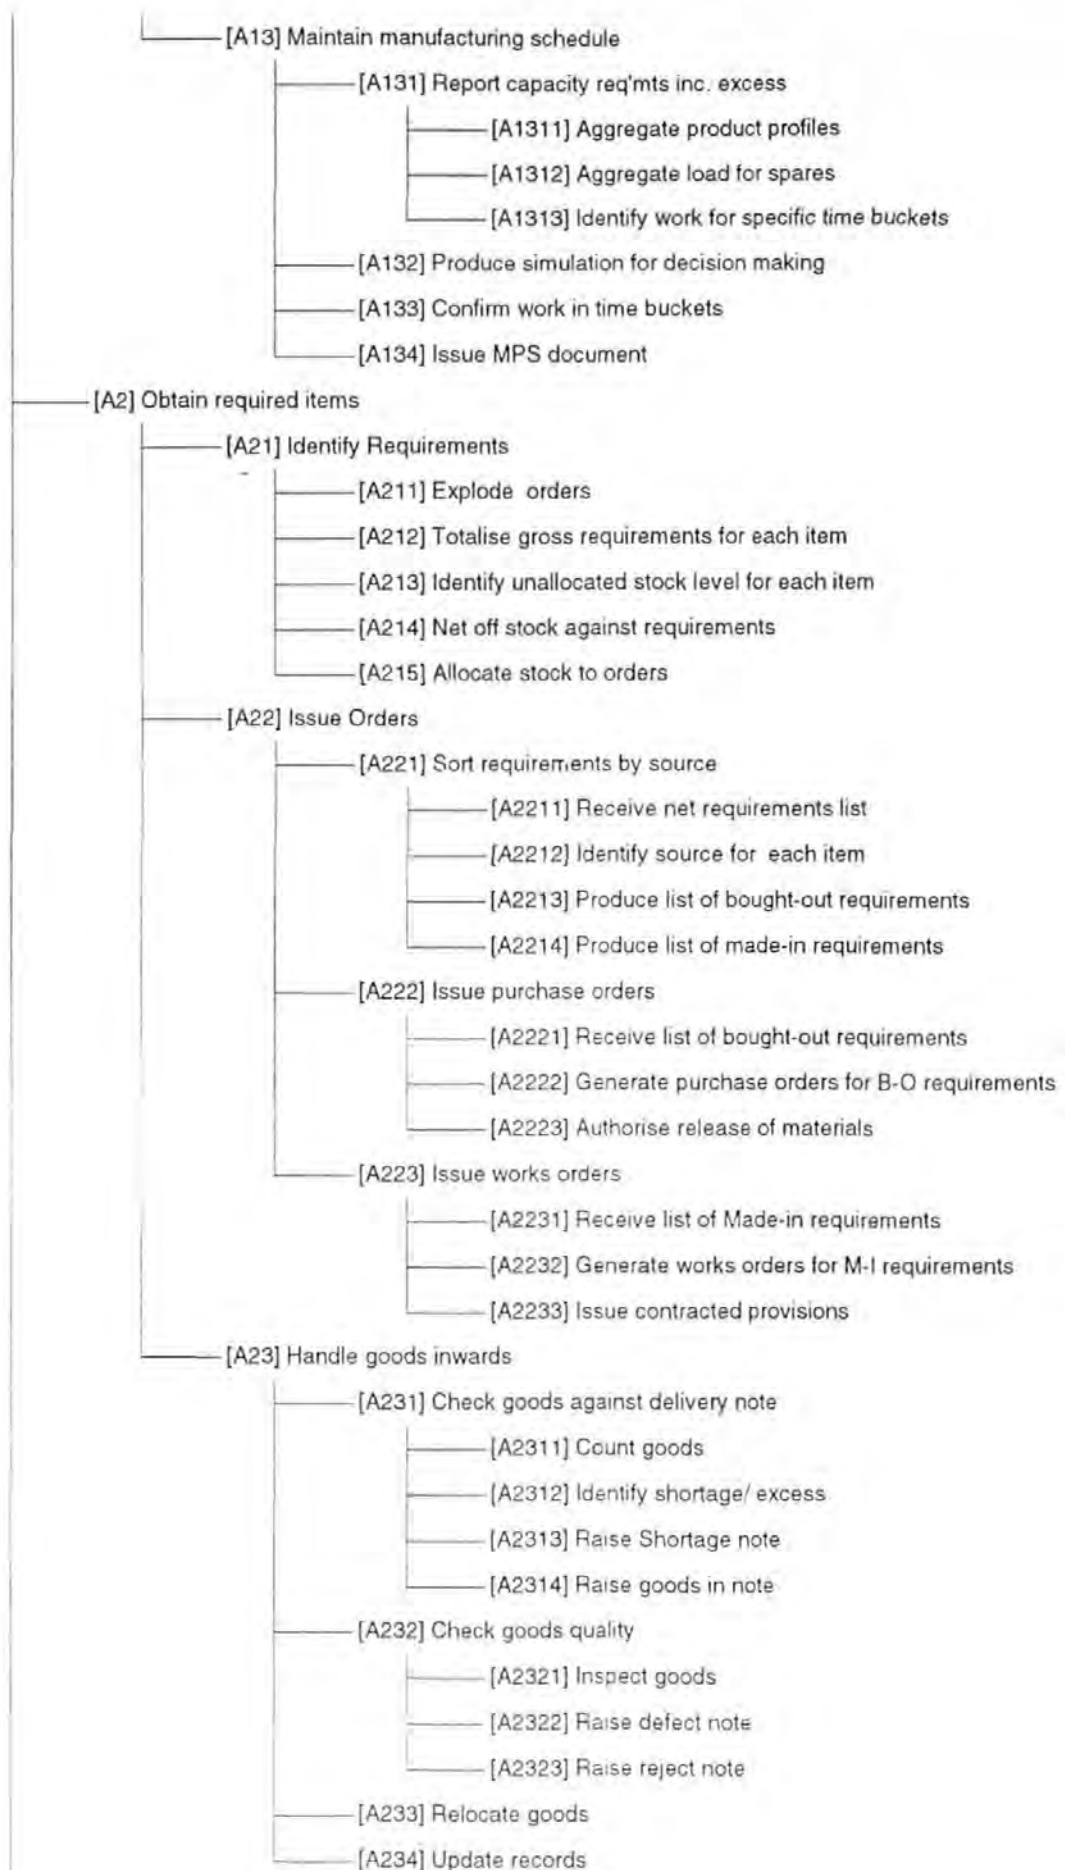 [A13] Maintain manufacturing schedule
[A131] Report capacity req'mts inc. excess
[A1311] Aggregate product profiles
[A1312] Aggregate load for spares
[A1313] Identify work for specific time buckets
[A132] Produce simulation for decision making
[A133] Confirm work in time buckets
[A134] Issue MPS document
[A2] Obtain required items
[A21] Identify Requirements
[A211] Explode orders
[A212] Totalise gross requirements for each item
[A213] Identify unallocated stock level for each item
[A214] Net off stock against requirements
[A215] Allocate stock to orders
[A22] Issue Orders
[A221] Sort requirements by source
[A2211] Receive net requirements list
[A2212] Identify source for each item
[A2213] Produce list of bought-out requirements
[A2214] Produce list of made-in requirements
[A222] Issue purchase orders
[A2221] Receive list of bought-out requirements
[A2222] Generate purchase orders for B-O requirements
[A2223] Authorise release of materials
[A223] Issue works orders
[A2231] Receive list of Made-in requirements
[A2232] Generate works orders for M-I requirements
[A2233] Issue contracted provisions
[A23] Handle goods inwards
[A231] Check goods against delivery note
[A2311] Count goods
[A2312] Identify shortage/ excess
[A2313] Raise Shortage note
[A2314] Raise goods in note
[A232] Check goods quality
[A2321] Inspect goods
[A2322] Raise defect note
[A2323] Raise reject note
[A233] Relocate goods
[A234] Update records